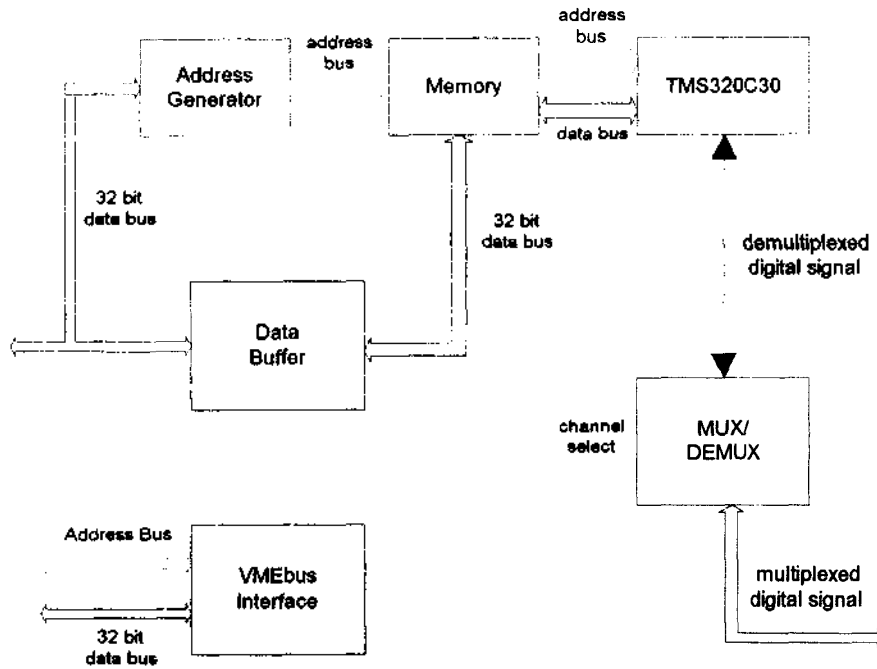 address
bus
Address
Generator
address
bus
Memory
TMS320C30
data bus
32 bit
data bus
32 bit
data bus
demultiplexed
digital signal
Data
Buffer
channel
select
MUX/
DEMUX
Address Bus
VMEbus
Interface
32 bit
data bus
multiplexed
digital signal